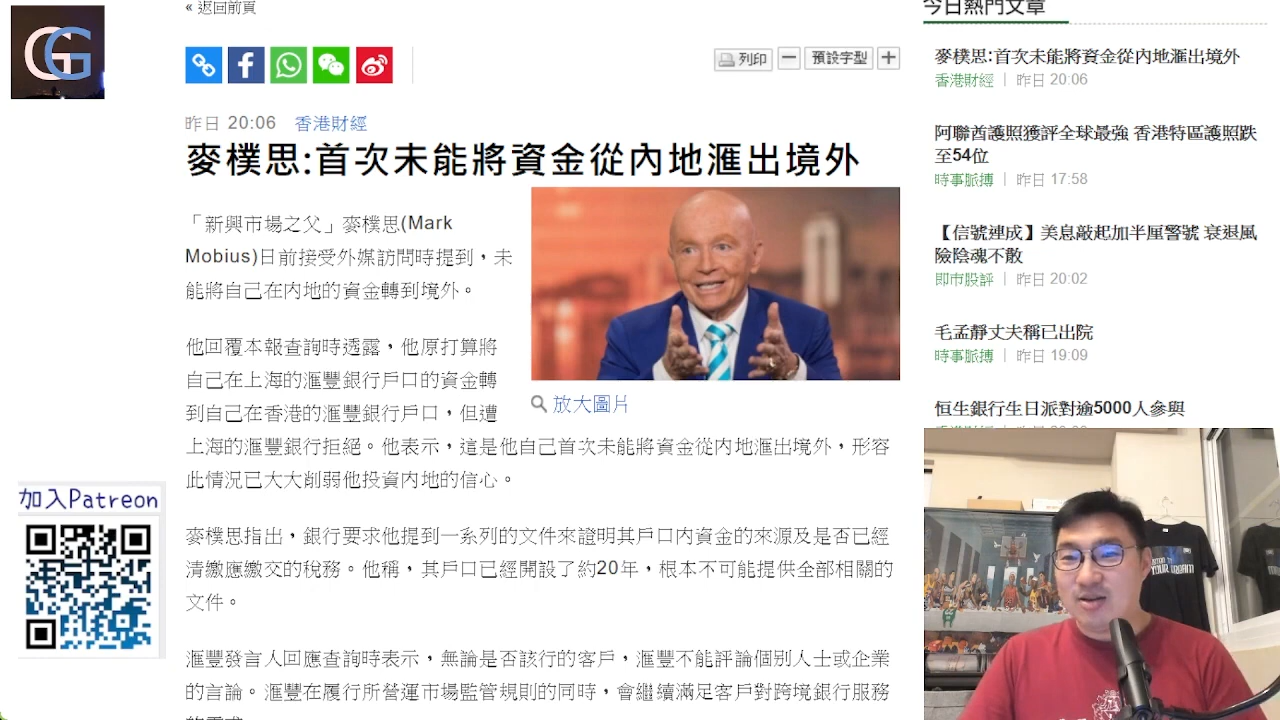 « 返回前頁
列印
預設字型
昨日 20:06 香港財經
麥樸思:首次未能將資金從內地滙出境外
「新興市場之父」麥樸思(Mark
Mobius)日前接受外媒訪問時提到，未
能將自己在內地的資金轉到境外。
他回覆本報查詢時透露，他原打算將
自己在上海的滙豐銀行戶口的資金轉
到自己在香港的滙豐銀行戶口，但遭
上海的滙豐銀行拒絕。他表示，這是他自己首次未能將資金從內地滙出境外，形容
此情況已大大削弱他投資內地的信心。
放大圖片
麥樸思指出，銀行要求他提到一系列的文件來證明其戶口內資金的來源及是否已經
清繳應繳交的稅務。他稱，其戶口已經開設了約20年，根本不可能提供全部相關的
文件。
滙豐發言人回應查詢時表示，無論是否該行的客戶，滙豐不能評論個別人士或企業
的言論。滙豐在履行所營運市場監管規則的同時，會繼續滿足客戶對跨境銀行服務
的需求
加入Patreon
今日熱門文章
麥樸思:首次未能將資金從內地滙出境外
香港財經 | 昨日 20:06
阿聯酋護照獲評全球最強 香港特區護照跌
至54位
時事脈搏 | 昨日 17:58
【信號連成】美息敲起加半厘警號 衰退風
險陰魂不散
即市股評 | 昨日 20:02
毛孟靜丈夫稱已出院
時事脈搏 | 昨日 19:09
恒生銀行生日派對逾5000人參與
YOUR DREAM